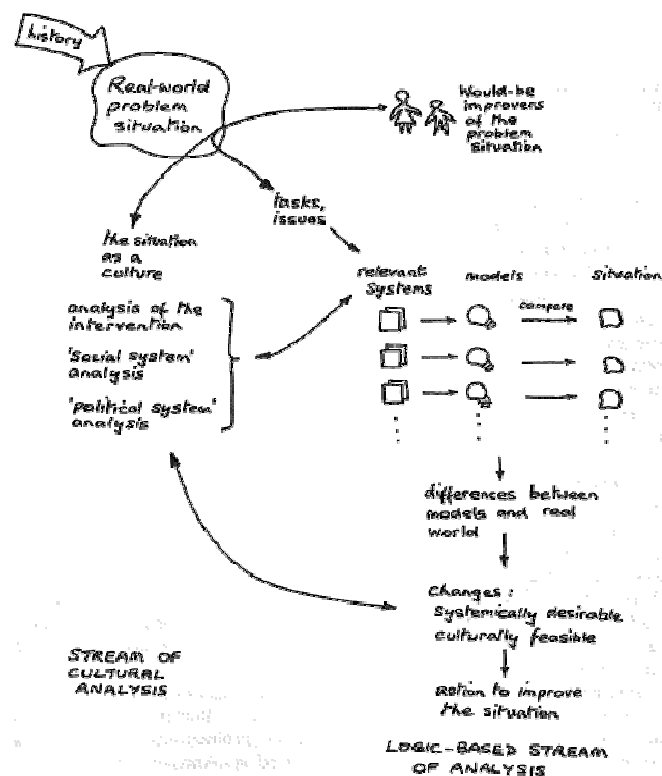 history
Real-world
problem
situation
Would-be
improvers
of the
problem
situation
tasks,
issues
the situation
as a
culture
relevant
systems
models
situation
compare
analysis of the
intervention
'Social system'
analysis
'political system'
analysis
differences between
models and real
world
Changes:
systemically desirable
culturally feasible
action to improve
the situation
STREAM OF
CULTURAL
ANALYSIS
LOGIC-BASED STREAM
OF ANALYSIS